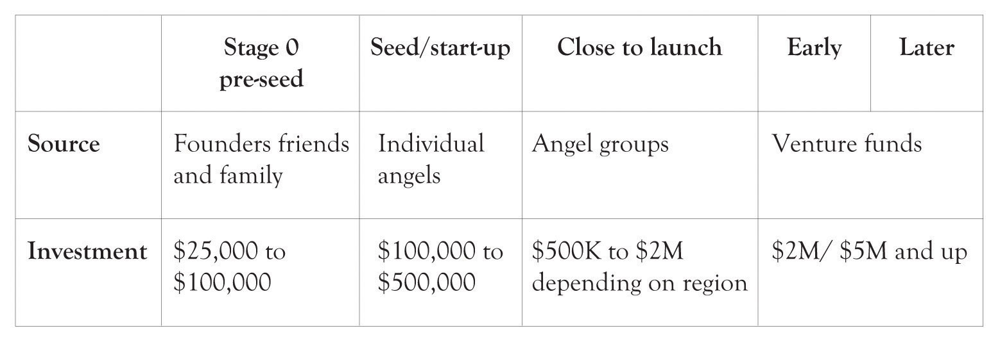 Stage 0
pre-seed
Seed/start-up
Close to launch
Early
Later
Source
Founders friends
and family
Individual
angels
Angel groups
Venture funds
Investment
$25,000 to
$100,000
$100,000 to
$500,000
$500K to $2M
depending on region
$2M/ $5M and up